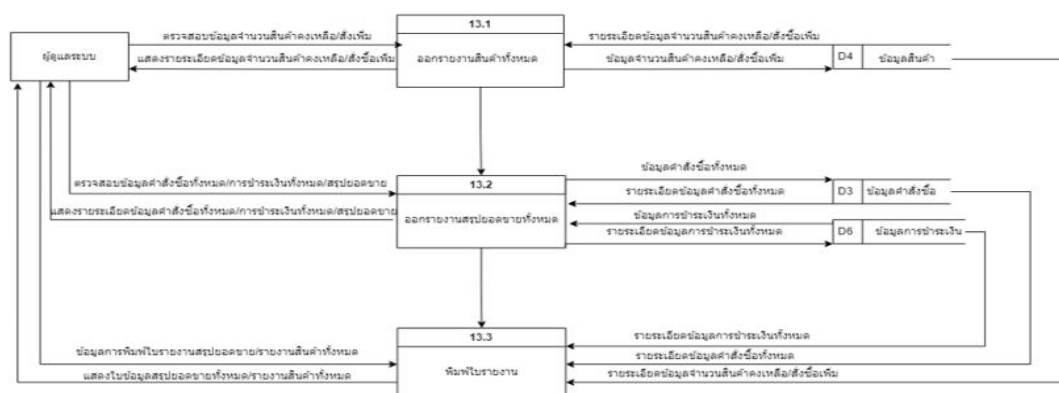 13.1
ตรวจสอบข้อมูลจำนวนสินค้าคงเหลือ/สั่งเพิ่ม
รายระเอียดข้อมูลจำนวนสินค้าคงเหลือ/สั่งซื้อเพิ่ม
ผู้ดูแลระบบ
แสดงรายระเอียดข้อมูลจำนวนสินค้าคงเหลือ/สั่งซื้อเพิ่ม
ออกรายงานสินค้าทั้งหมด
ข้อมูลจำนวนสินค้าคงเหลือ/สั่งซื้อเพิ่ม
D4 ข้อมูลสินค้า
ข้อมูลคำสั่งซื้อทั้งหมด
ตรวจสอบข้อมูลคำสั่งซื้อทั้งหมด/การชำระเงินทั้งหมด/สรุปยอดขาย
13.2
รายระเอียดข้อมูลคำสั่งซื้อทั้งหมด
D3 ข้อมูลคำสั่งซื้อ
แสดงรายระเอียดข้อมูลคำสั่งซื้อทั้งหมด/การชำระเงินทั้งหมด/สรุปยอดขาย
ออกรายงานสรุปยอดขายทั้งหมด
ข้อมูลการชำระเงินทั้งหมด
รายระเอียดข้อมูลการชำระเงินทั้งหมด
D6 ข้อมูลการชำระเงิน
13.3
รายระเอียดข้อมูลการชำระเงินทั้งหมด
ข้อมูลการพิมพ์ใบรายงานสรุปยอดขาย/รายงานสินค้าทั้งหมด
รายระเอียดข้อมูลคำสั่งซื้อทั้งหมด
แสดงใบข้อมูลสรุปยอดขายทั้งหมด/รายงานสินค้าทั้งหมด
พิมพ์ใบรายงาน
รายระเอียดข้อมูลจำนวนสินค้าคงเหลือ/สั่งซื้อเพิ่ม